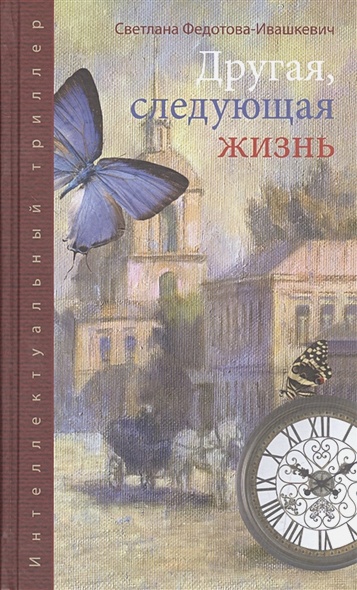 Светлана Федотова-Ивашкевич
Другая,
следующая
жизнь
Интеллектуальный триллер